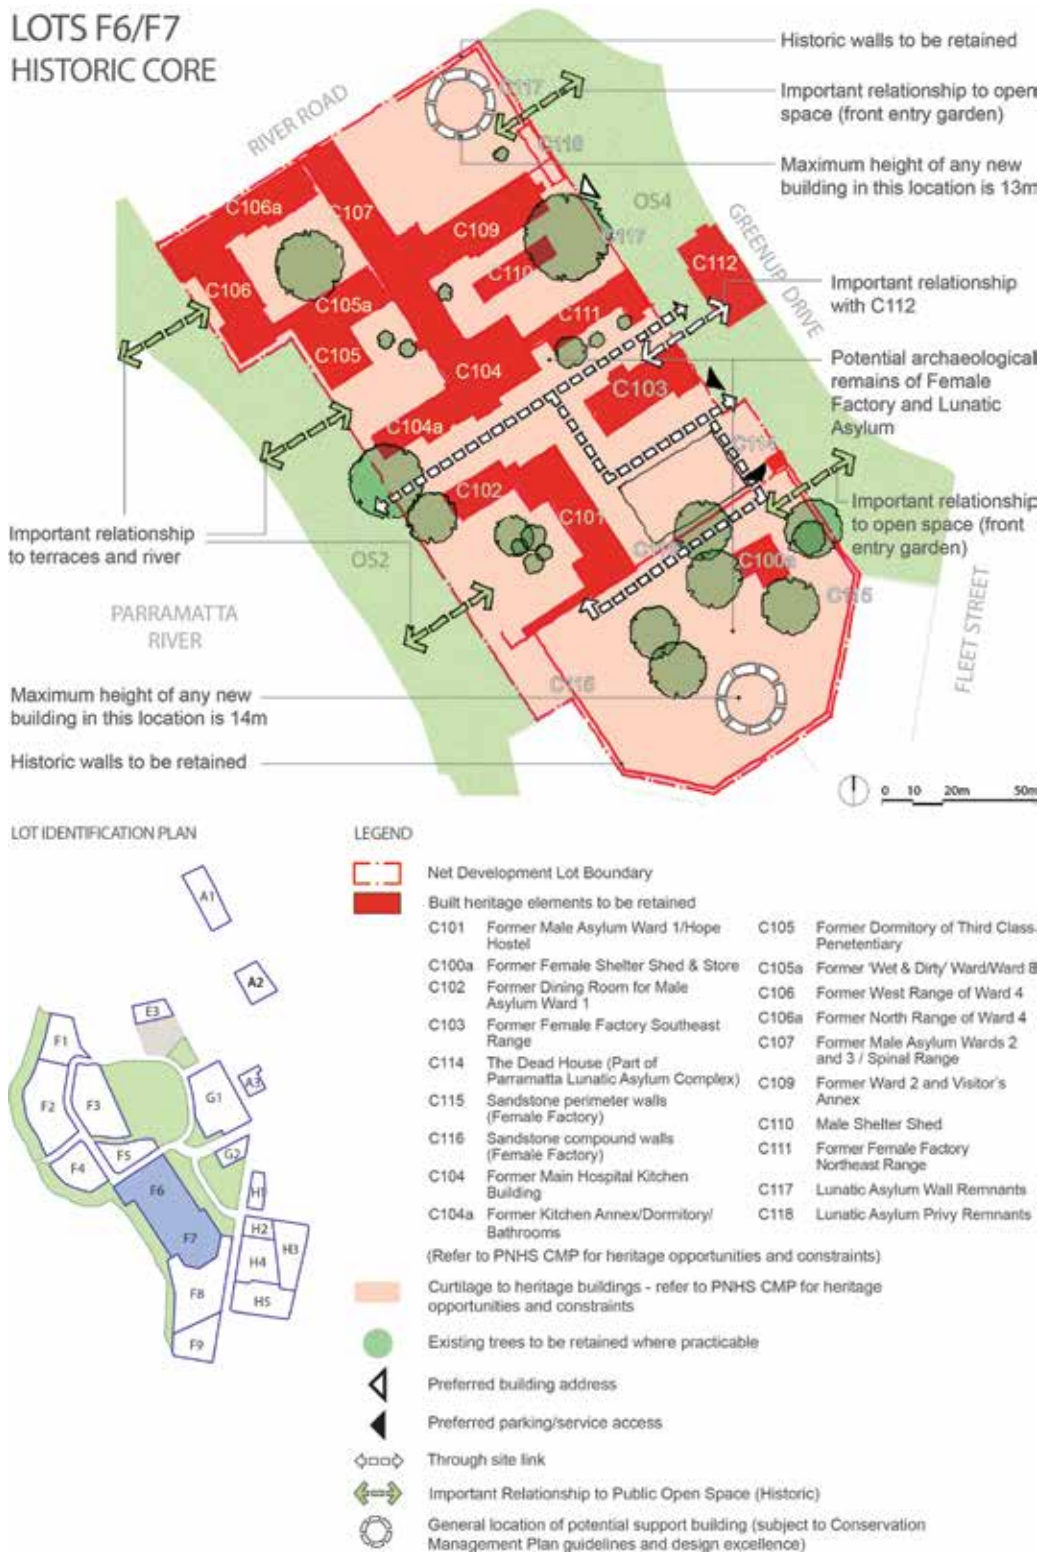 LOTS F6/F7
HISTORIC CORE
RIVER ROAD
Historic walls to be retained
Important relationship to open
space (front entry garden)
Maximum height of any new
building in this location is 13m
C117
C118
OS4
GREENUP DRIVE
C106a
C107
C109
C117
C110
C112
C106
C105a
C111
Important relationship
with C112
C105
C104
C103
Potential archaeological
remains of Female
Factory and Lunatic
Asylum
C104a
C114
C102
C101
Important relationship
to open space (front
entry garden)
Important relationship
to terraces and river
OS2
C100a
C115
PARRAMATTA
RIVER
FLEET STREET
C115
Maximum height of any new
building in this location is 14m
Historic walls to be retained
0 10 20m 50m
LOT IDENTIFICATION PLAN
A1
A2
E3
F1
A3
F2
F3
G1
F4
F5
G2
F6
H1
F7
H2
H3
H4
F8
H5
F9
LEGEND
Net Development Lot Boundary
Built heritage elements to be retained
C101 Former Male Asylum Ward 1/Hope
Hostel
C100a Former Female Shelter Shed & Store
C102 Former Dining Room for Male
Asylum Ward 1
C103 Former Female Factory Southeast
Range
C114 The Dead House (Part of
Parramatta Lunatic Asylum Complex)
C115 Sandstone perimeter walls
(Female Factory)
C116 Sandstone compound walls
(Female Factory)
C104 Former Main Hospital Kitchen
Building
C104a Former Kitchen Annex/Dormitory/
Bathrooms
C105 Former Dormitory of Third Class
Penetentiary
C105a Former 'Wet & Dirty' Ward/Ward 8
C106 Former West Range of Ward 4
C106a Former North Range of Ward 4
C107 Former Male Asylum Wards 2
and 3 / Spinal Range
C109 Former Ward 2 and Visitor's
Annex
C110 Male Shelter Shed
C111 Former Female Factory
Northeast Range
C117 Lunatic Asylum Wall Remnants
C118 Lunatic Asylum Privy Remnants
(Refer to PNHS CMP for heritage opportunities and constraints)
Curtilage to heritage buildings - refer to PNHS CMP for heritage
opportunities and constraints
Existing trees to be retained where practicable
Preferred building address
Preferred parking/service access
Through site link
Important Relationship to Public Open Space (Historic)
General location of potential support building (subject to Conservation
Management Plan guidelines and design excellence)